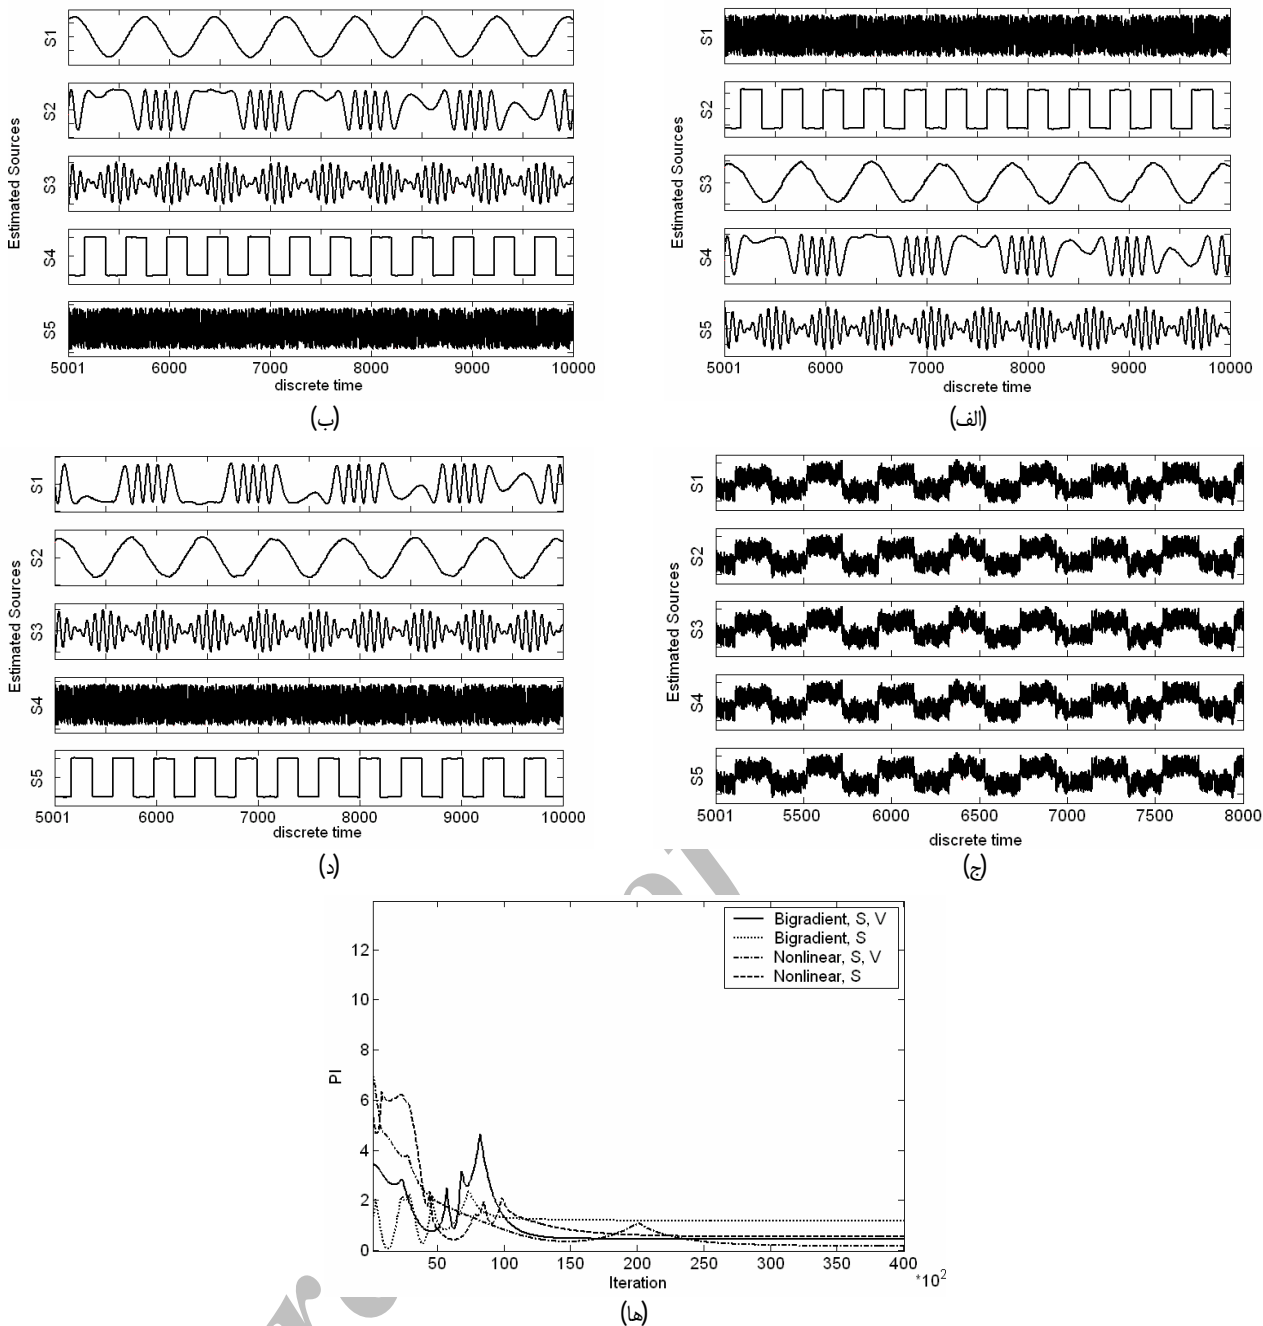 Estimated Sources
S1
S2
S3
S4
S5
5001 6000 7000 8000 9000 10000
discrete time
(ب)
Estimated Sources
S1
S2
S3
S4
S5
5001 6000 7000 8000 9000 10000
discrete time
(الف)
Estimated Sources
S1
S2
S3
S4
S5
5001 6000 7000 8000 9000 10000
discrete time
(د)
Estimated Sources
S1
S2
S3
S4
S5
5001 5500 6000 6500 7000 7500 8000
discrete time
(ج)
PI
12
10
8
6
4
2
0
Bigradient, S, V
Bigradient, S
Nonlinear, S, V
Nonlinear, S
50 100 150 200 250 300 350 400
Iteration
*10²
(ها)